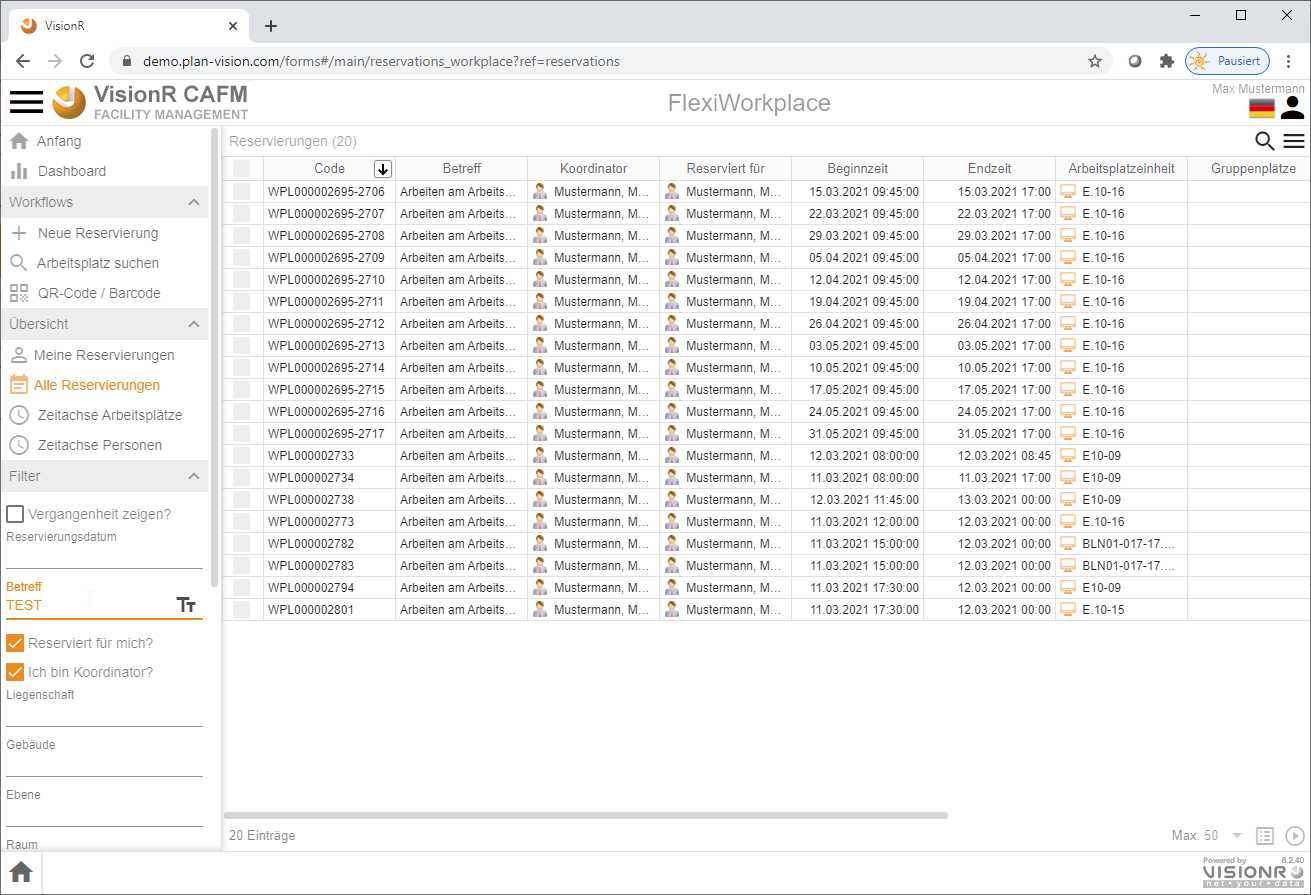 VisionR
demo.plan-vision.com/forms#/main/reservations_workplace?ref=reservations
Pausiert
VisionR CAFM
FACILITY MANAGEMENT
FlexiWorkplace
Max Mustermann
Anfang
Dashboard
Workflows
Neue Reservierung
Arbeitsplatz suchen
QR-Code / Barcode
Übersicht
Meine Reservierungen
Alle Reservierungen
Zeitachse Arbeitsplätze
Zeitachse Personen
Filter
Vergangenheit zeigen?
Reservierungsdatum
Betreff
TEST
Reserviert für mich?
Ich bin Koordinator?
Liegenschaft
Gebäude
Ebene
Raum
Reservierungen (20)
Code Betreff Koordinator Reserviert für Beginnzeit Endzeit Arbeitsplatzeinheit Gruppenplätze
WPL000002695-2706 Arbeiten am Arbeits... Mustermann, M... Mustermann, M... 15.03.2021 09:45:00 15.03.2021 17:00 E.10-16
WPL000002695-2707 Arbeiten am Arbeits... Mustermann, M... Mustermann, M... 22.03.2021 09:45:00 22.03.2021 17:00 E.10-16
WPL000002695-2708 Arbeiten am Arbeits... Mustermann, M... Mustermann, M... 29.03.2021 09:45:00 29.03.2021 17:00 E.10-16
WPL000002695-2709 Arbeiten am Arbeits... Mustermann, M... Mustermann, M... 05.04.2021 09:45:00 05.04.2021 17:00 E.10-16
WPL000002695-2710 Arbeiten am Arbeits... Mustermann, M... Mustermann, M... 12.04.2021 09:45:00 12.04.2021 17:00 E.10-16
WPL000002695-2711 Arbeiten am Arbeits... Mustermann, M... Mustermann, M... 19.04.2021 09:45:00 19.04.2021 17:00 E.10-16
WPL000002695-2712 Arbeiten am Arbeits... Mustermann, M... Mustermann, M... 26.04.2021 09:45:00 26.04.2021 17:00 E.10-16
WPL000002695-2713 Arbeiten am Arbeits... Mustermann, M... Mustermann, M... 03.05.2021 09:45:00 03.05.2021 17:00 E.10-16
WPL000002695-2714 Arbeiten am Arbeits... Mustermann, M... Mustermann, M... 10.05.2021 09:45:00 10.05.2021 17:00 E.10-16
WPL000002695-2715 Arbeiten am Arbeits... Mustermann, M... Mustermann, M... 17.05.2021 09:45:00 17.05.2021 17:00 E.10-16
WPL000002695-2716 Arbeiten am Arbeits... Mustermann, M... Mustermann, M... 24.05.2021 09:45:00 24.05.2021 17:00 E.10-16
WPL000002695-2717 Arbeiten am Arbeits... Mustermann, M... Mustermann, M... 31.05.2021 09:45:00 31.05.2021 17:00 E.10-16
WPL000002733 Arbeiten am Arbeits... Mustermann, M... Mustermann, M... 12.03.2021 08:00:00 12.03.2021 08:45 E10-09
WPL000002734 Arbeiten am Arbeits... Mustermann, M... Mustermann, M... 11.03.2021 08:00:00 11.03.2021 17:00 E10-09
WPL000002738 Arbeiten am Arbeits... Mustermann, M... Mustermann, M... 12.03.2021 11:45:00 13.03.2021 00:00 E10-09
WPL000002773 Arbeiten am Arbeits... Mustermann, M... Mustermann, M... 11.03.2021 12:00:00 12.03.2021 00:00 E.10-16
WPL000002782 Arbeiten am Arbeits... Mustermann, M... Mustermann, M... 11.03.2021 15:00:00 12.03.2021 00:00 BLN01-017-17....
WPL000002783 Arbeiten am Arbeits... Mustermann, M... Mustermann, M... 11.03.2021 15:00:00 12.03.2021 00:00 BLN01-017-17....
WPL000002794 Arbeiten am Arbeits... Mustermann, M... Mustermann, M... 11.03.2021 17:30:00 12.03.2021 00:00 E10-09
WPL000002801 Arbeiten am Arbeits... Mustermann, M... Mustermann, M... 11.03.2021 17:30:00 12.03.2021 00:00 E.10-15
20 Einträge
Max. 50
Powered by 8.2.40
VISIONR
net • your • data